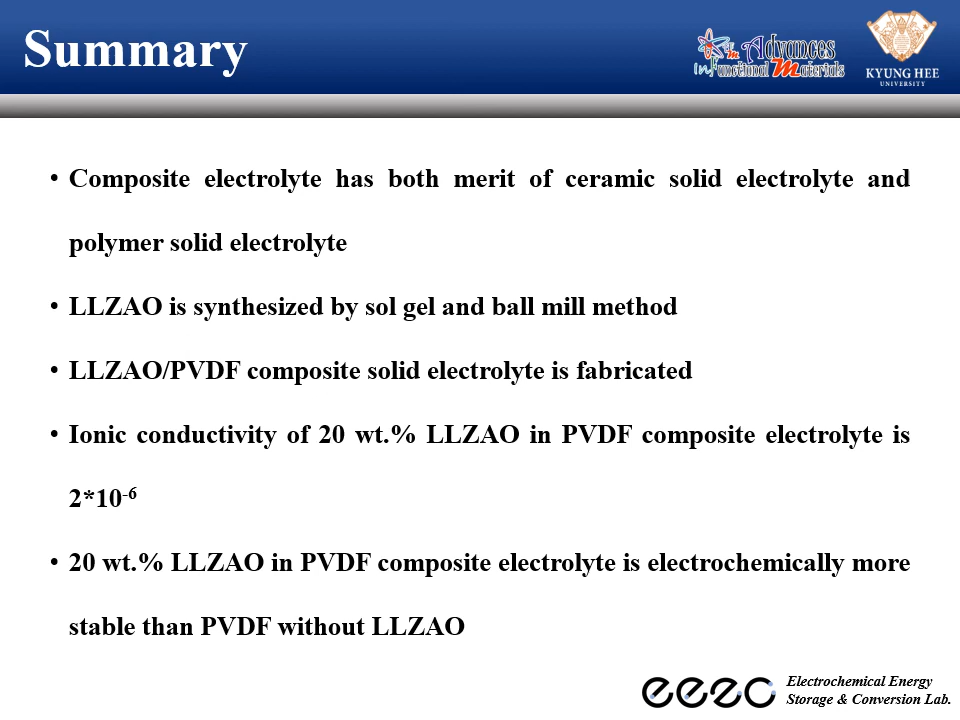 Summary
Advances
in Functional Materials
KYUNG HEE
UNIVERSITY
• Composite electrolyte has both merit of ceramic solid electrolyte and
polymer solid electrolyte
• LLZAO is synthesized by sol gel and ball mill method
• LLZAO/PVDF composite solid electrolyte is fabricated
• Ionic conductivity of 20 wt.% LLZAO in PVDF composite electrolyte is
2*10⁻⁶
• 20 wt.% LLZAO in PVDF composite electrolyte is electrochemically more
stable than PVDF without LLZAO
eesc Electrochemical Energy
Storage & Conversion Lab.